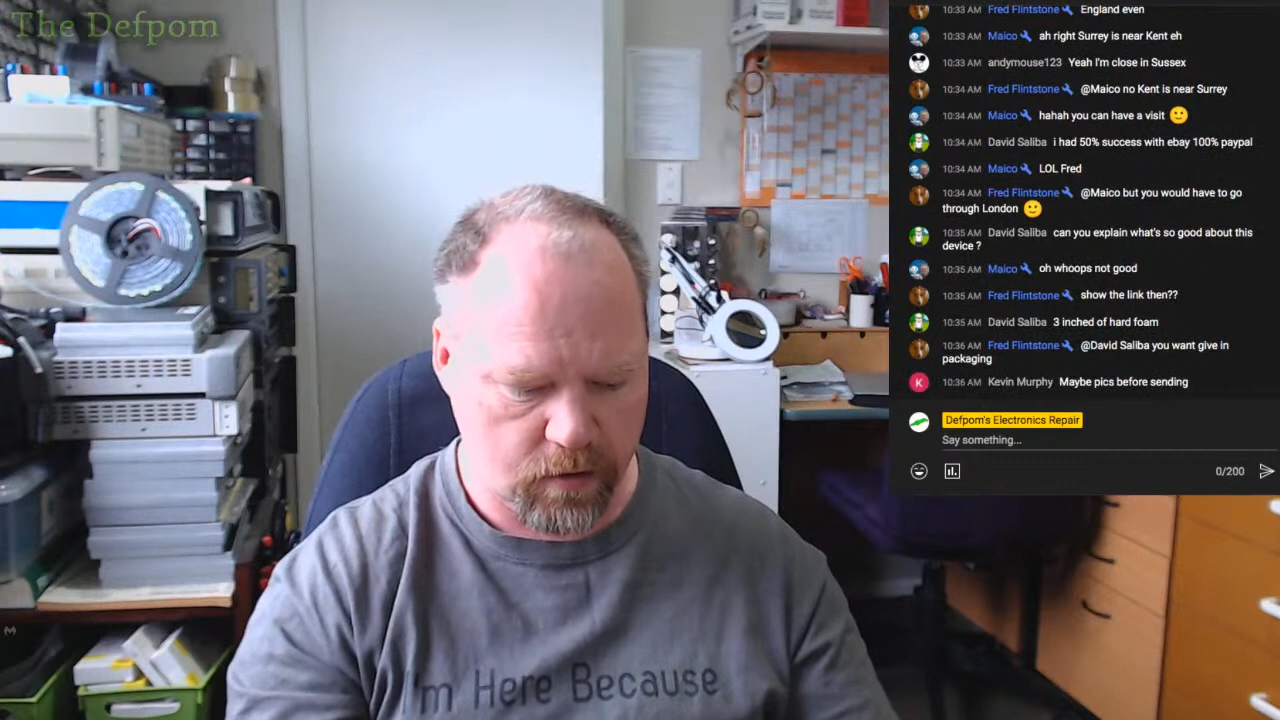 The Defpom
10:33 AM Fred Flintstone England even
10:33 AM Maico ah right Surrey is near Kent eh
10:33 AM andymouse123 Yeah I'm close in Sussex
10:34 AM Fred Flintstone @Maico no Kent is near Surrey
10:34 AM Maico hahah you can have a visit 🙂
10:34 AM David Saliba i had 50% success with ebay 100% paypal
10:34 AM Maico LOL Fred
10:34 AM Fred Flintstone @Maico but you would have to go
through London 🙂
10:35 AM David Saliba can you explain what's so good about this
device ?
10:35 AM Maico oh whoops not good
10:35 AM Fred Flintstone show the link then??
10:35 AM David Saliba 3 inched of hard foam
10:36 AM Fred Flintstone @David Saliba you want give in
packaging
K 10:36 AM Kevin Murphy Maybe pics before sending
Defpom's Electronics Repair
Say something...
0/200
I'm Here Because